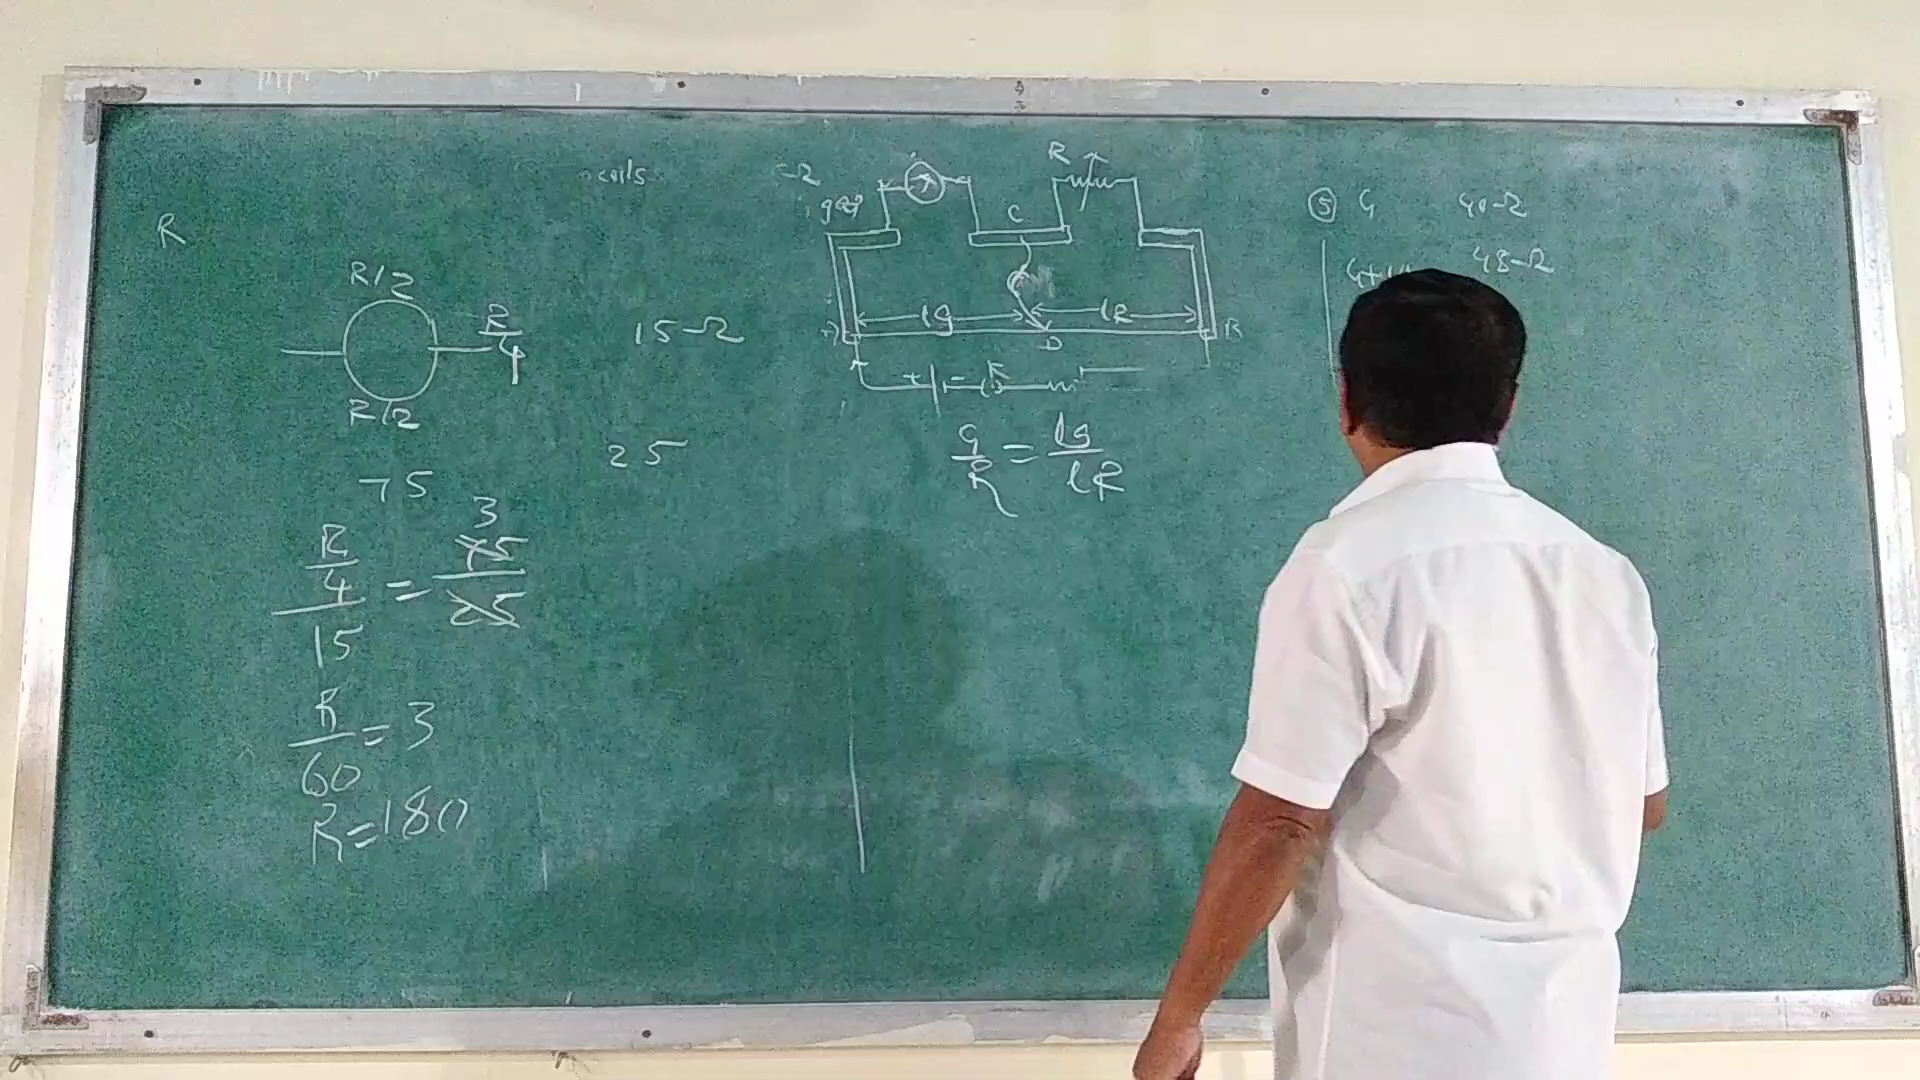 coils
R
R/2
R/4
R/2
15Ω
75
25
R/4 / 15 = 3 75/25
R/60 = 3
R=180
R
C
lg
lR
D
B
+ - K
G/R = lg/lR
5 G 40Ω
48Ω